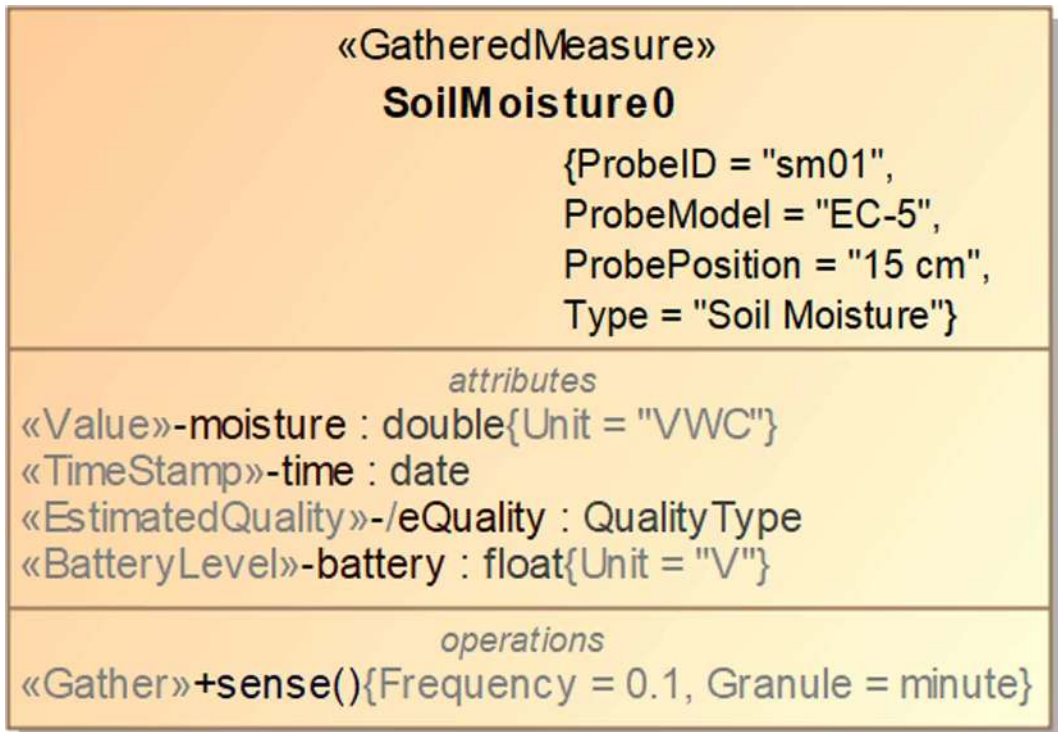 «GatheredMeasure»
SoilMoisture0
{ProbeID = "sm01",
ProbeModel = "EC-5",
ProbePosition = "15 cm",
Type = "Soil Moisture"}
attributes
«Value»-moisture : double{Unit = "VWC"}
«TimeStamp»-time : date
«EstimatedQuality»-/eQuality : QualityType
«BatteryLevel»-battery : float{Unit = "V"}
operations
«Gather»+sense(){Frequency = 0.1, Granule = minute}